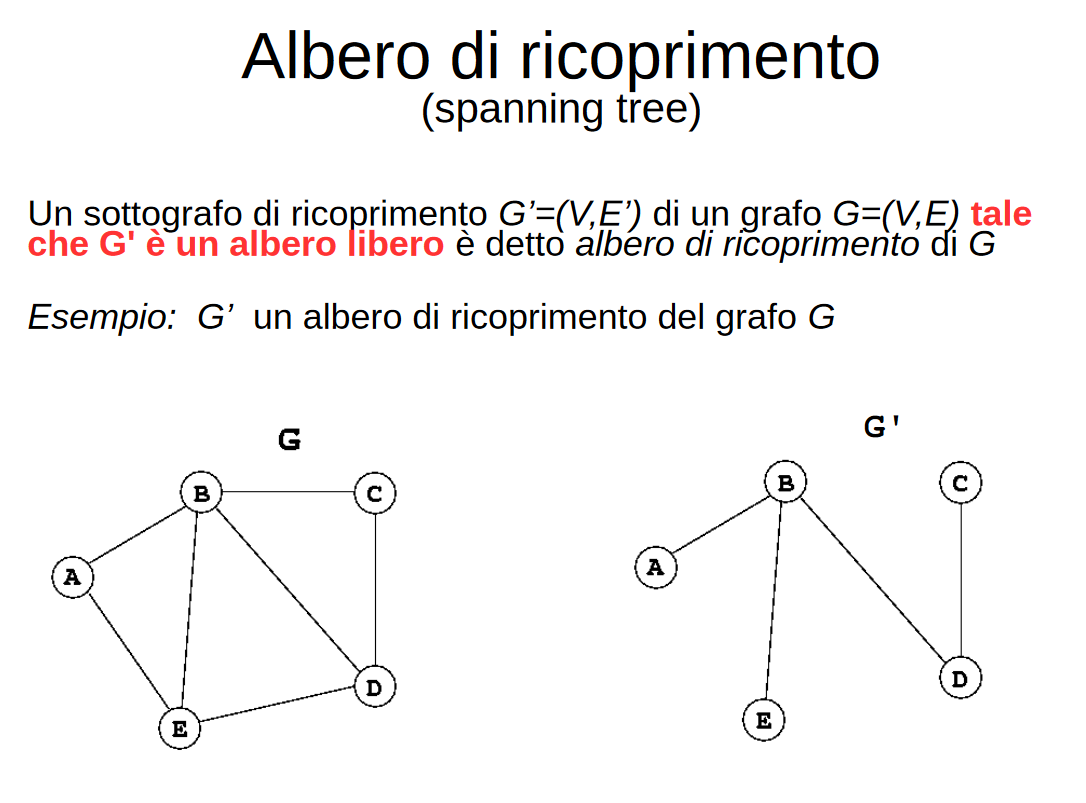 Albero di ricoprimento
(spanning tree)
Un sottografo di ricoprimento G’=(V,E’) di un grafo G=(V,E) tale
che G' è un albero libero è detto albero di ricoprimento di G
Esempio: G’ un albero di ricoprimento del grafo G
G
G'
B
C
A
D
E
B
C
A
D
E